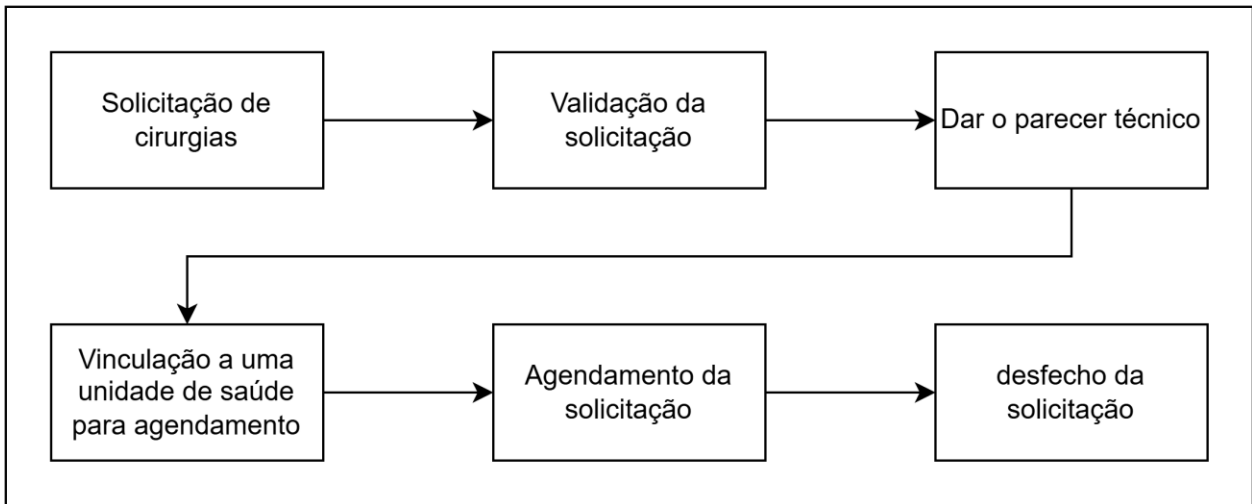 Solicitação de
cirurgias
Validação da
solicitação
Dar o parecer técnico
Vinculação a uma
unidade de saúde
para agendamento
Agendamento da
solicitação
desfecho da
solicitação